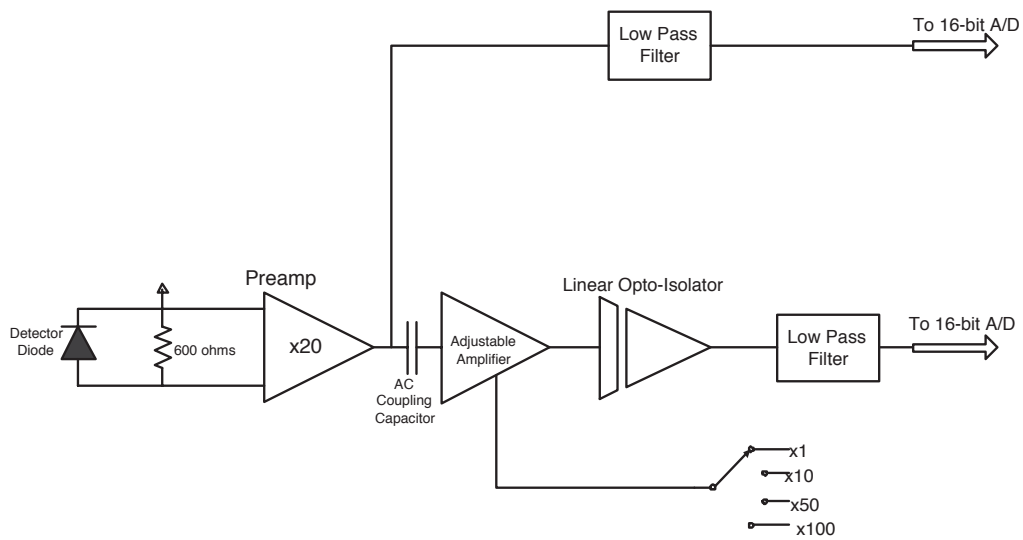 To 16-bit A/D
Low Pass
Filter
Preamp
Linear Opto-Isolator
To 16-bit A/D
Detector
Diode
600 ohms
x20
Adjustable
Amplifier
Low Pass
Filter
AC
Coupling
Capacitor
x1
x10
x50
x100